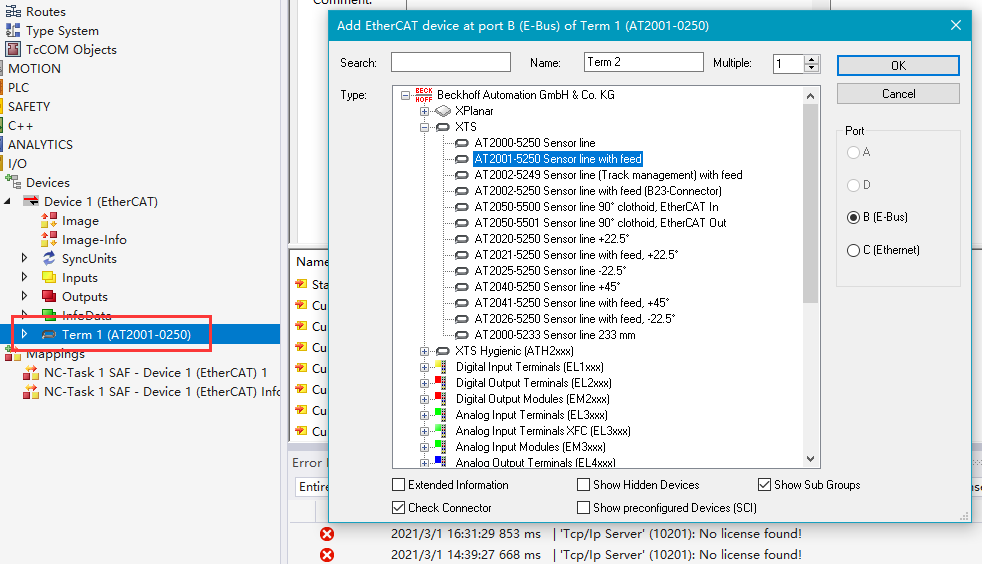 Routes
Type System
TcCOM Objects
MOTION
PLC
SAFETY
C++
ANALYTICS
I/O
Devices
Device 1 (EtherCAT)
Image
Image-Info
SyncUnits
Inputs
Outputs
InfoData
Term 1 (AT2001-0250)
Mappings
NC-Task 1 SAF - Device 1 (EtherCAT) 1
NC-Task 1 SAF - Device 1 (EtherCAT) Info
Comment:
Name
Sta
Cu
Cu
Cu
Cu
Cu
Cu
Cu
Error
Entire
Add EtherCAT device at port B (E-Bus) of Term 1 (AT2001-0250)
Search:
Name:
Term 2
Multiple:
1
OK
Cancel
Type:
BECKHOFF
Beckhoff Automation GmbH & Co. KG
XPlanar
XTS
AT2000-5250 Sensor line
AT2001-5250 Sensor line with feed
AT2002-5249 Sensor line (Track management) with feed
AT2002-5250 Sensor line with feed (B23-Connector)
AT2050-5500 Sensor line 90° clothoid, EtherCAT In
AT2050-5501 Sensor line 90° clothoid, EtherCAT Out
AT2020-5250 Sensor line +22.5°
AT2021-5250 Sensor line with feed, +22.5°
AT2025-5250 Sensor line -22.5°
AT2040-5250 Sensor line +45°
AT2041-5250 Sensor line with feed, +45°
AT2026-5250 Sensor line with feed, -22.5°
AT2000-5233 Sensor line 233 mm
XTS Hygienic (ATH2xxx)
Digital Input Terminals (EL1xxx)
Digital Output Terminals (EL2xxx)
Digital Output Modules (EM2xxx)
Analog Input Terminals (EL3xxx)
Analog Input Terminals XFC (EL3xxx)
Analog Input Modules (EM3xxx)
Analog Output Terminals (EL4xxx)
Port
A
D
B (E-Bus)
C (Ethernet)
Extended Information
Show Hidden Devices
Show Sub Groups
Check Connector
Show preconfigured Devices (SCI)
2021/3/1 16:31:29 853 ms | 'Tcp/Ip Server' (10201): No license found!
2021/3/1 14:39:27 668 ms | 'Tcp/Ip Server' (10201): No license found!